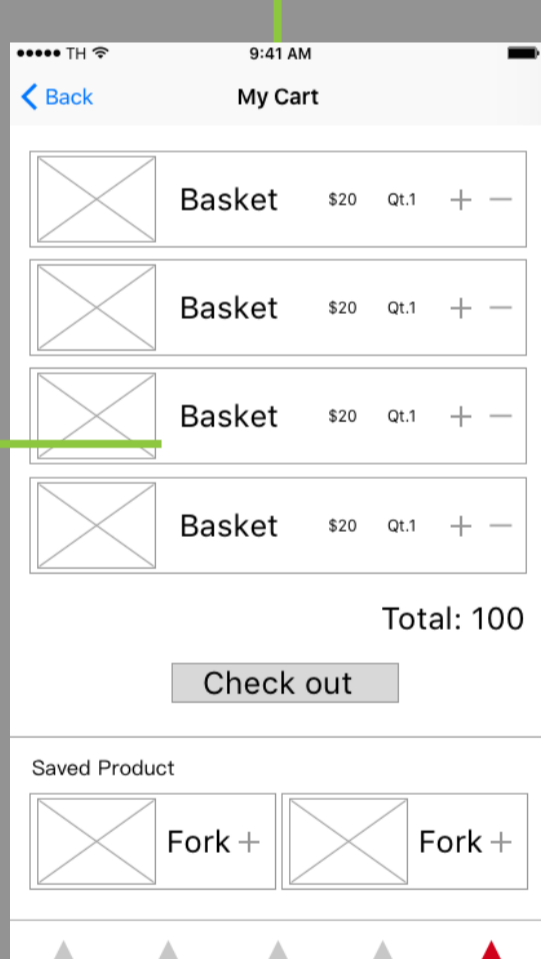 TH 9:41 AM
Back My Cart
Basket $20 Qt.1 + —
Basket $20 Qt.1 + —
Basket $20 Qt.1 + —
Basket $20 Qt.1 + —
Total: 100
Check out
Saved Product
Fork + Fork +